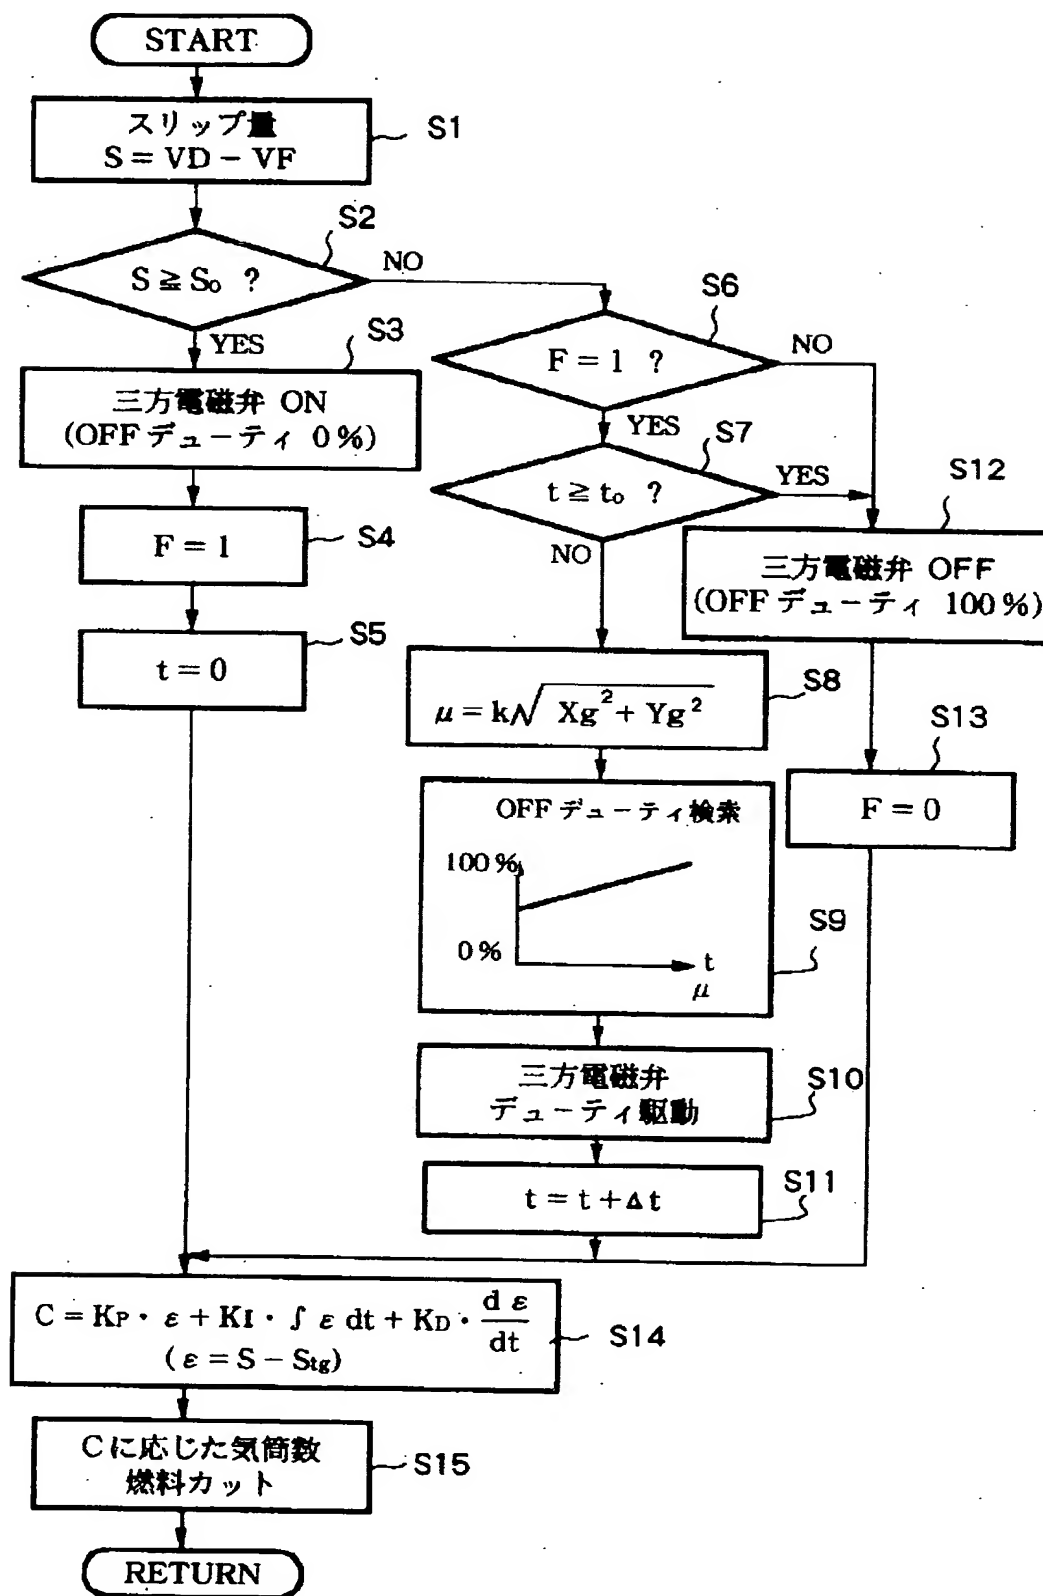 START
スリップ量
S = VD − VF
S1
S2
S ≧ S₀ ?
NO
YES
S3
三方電磁弁 ON
(OFF デューティ 0%)
F = 1
S4
t = 0
S5
S6
F = 1 ?
NO
YES
S7
t ≧ t₀ ?
YES
NO
S12
三方電磁弁 OFF
(OFF デューティ 100%)
S8
μ = k√(Xg² + Yg²)
S13
F = 0
OFF デューティ検索
100%
0%
t
μ
S9
三方電磁弁
デューティ駆動
S10
t = t + Δt
S11
C = KP・ε + KI・∫ε dt + KD・dε/dt
(ε = S − Stg)
S14
Cに応じた気筒数
燃料カット
S15
RETURN